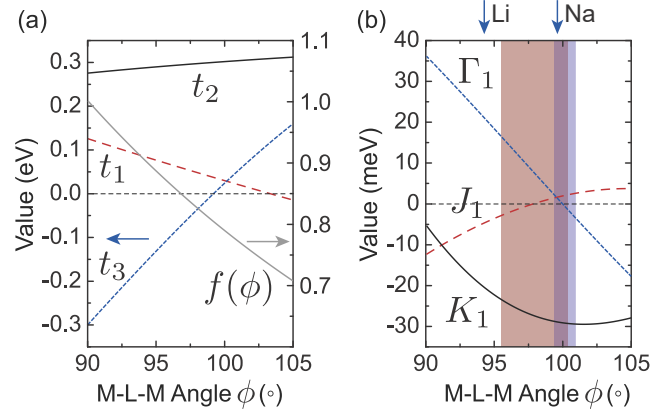 (a)
(b)
Li
Na
0.3
0.2
0.1
0.0
-0.1
-0.2
-0.3
Value (eV)
t₂
t₁
t₃
f(ϕ)
1.1
1.0
0.9
0.8
0.7
90
95
100
105
M-L-M Angle ϕ (°)
40
30
20
10
0
-10
-20
-30
Value (meV)
Γ₁
J₁
K₁
90
95
100
105
M-L-M Angle ϕ (°)